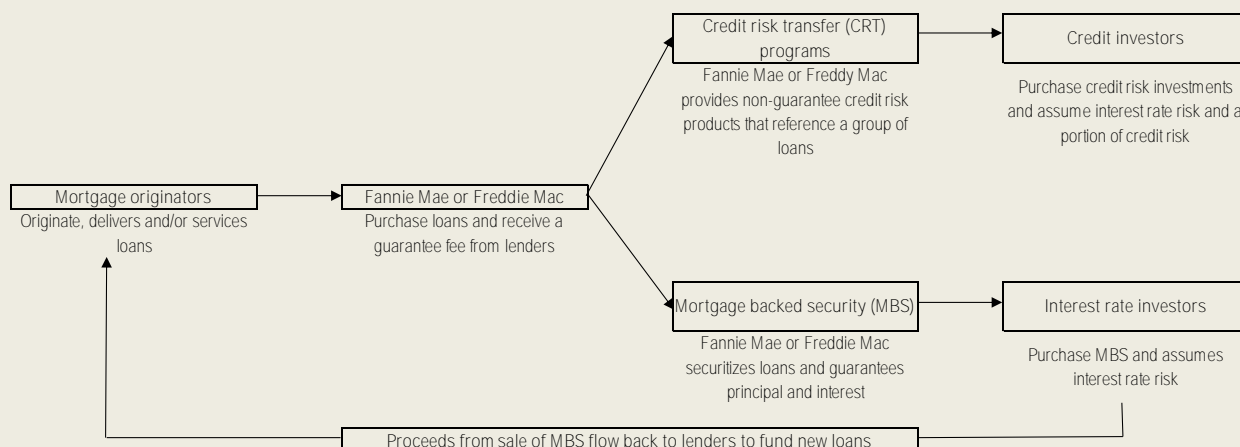 Credit risk transfer (CRT)
programs
Fannie Mae or Freddy Mac
provides non-guarantee credit risk
products that reference a group of
loans
Credit investors
Purchase credit risk investments
and assume interest rate risk and a
portion of credit risk
Mortgage originators
Originate, delivers and/or services
loans
Fannie Mae or Freddie Mac
Purchase loans and receive a
guarantee fee from lenders
Mortgage backed security (MBS)
Fannie Mae or Freddie Mac
securitizes loans and guarantees
principal and interest
Interest rate investors
Purchase MBS and assumes
interest rate risk
Proceeds from sale of MBS flow back to lenders to fund new loans